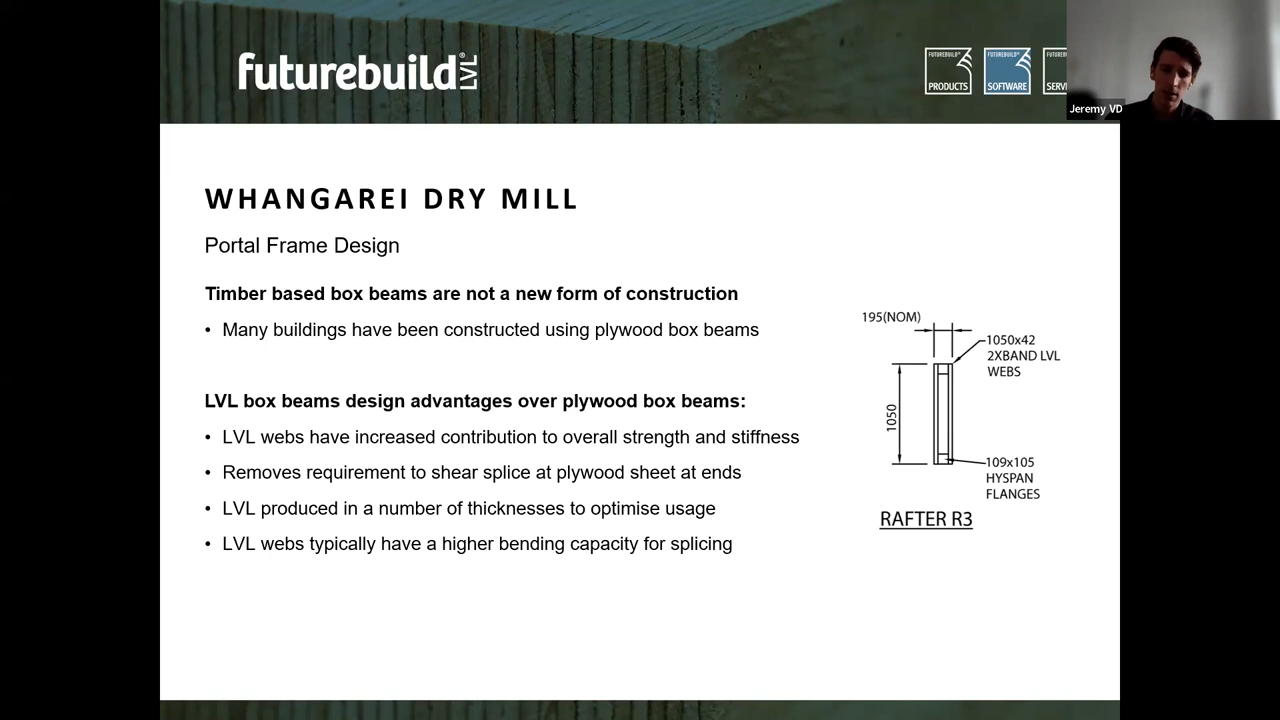 futurebuild LVL®
FUTUREBUILD®
PRODUCTS
FUTUREBUILD®
SOFTWARE
Jeremy VD
WHANGAREI DRY MILL
Portal Frame Design
Timber based box beams are not a new form of construction
• Many buildings have been constructed using plywood box beams
LVL box beams design advantages over plywood box beams:
• LVL webs have increased contribution to overall strength and stiffness
• Removes requirement to shear splice at plywood sheet at ends
• LVL produced in a number of thicknesses to optimise usage
• LVL webs typically have a higher bending capacity for splicing
195(NOM)
1050x42
2XBAND LVL
WEBS
1050
109x105
HYSPAN
FLANGES
RAFTER R3